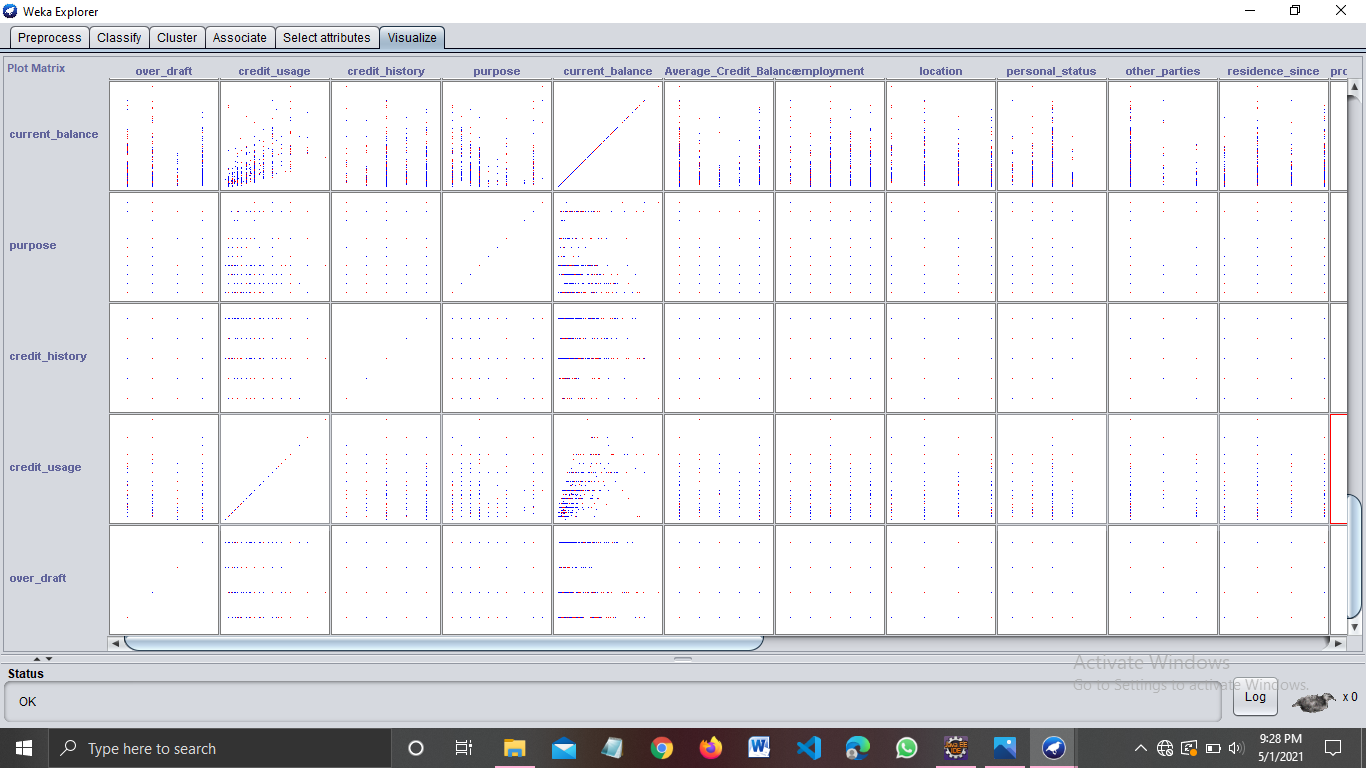 Weka Explorer
Preprocess Classify Cluster Associate Select attributes Visualize
Plot Matrix over_draft credit_usage credit_history purpose current_balance Average_Credit_Balance employment location personal_status other_parties residence_since
current_balance
purpose
credit_history
credit_usage
over_draft
Activate Windows
Go to Settings to activate Windows.
Status
OK
Log
x 0
Type here to search
9:28 PM
5/1/2021